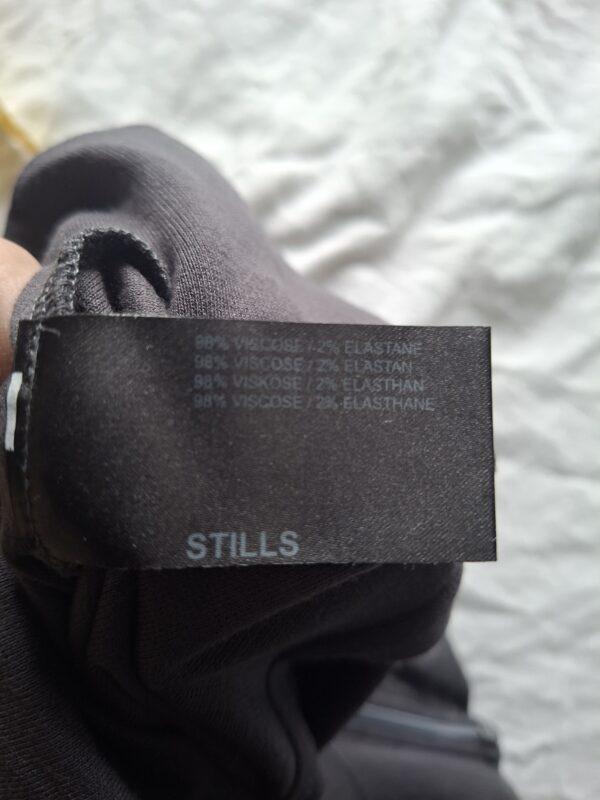 98% VISCOSE / 2% ELASTANE
98% VISCOSE / 2% ELASTAN
98% VISKOSE / 2% ELASTHAN
98% VISCOSE / 2% ELASTHANE
STILLS